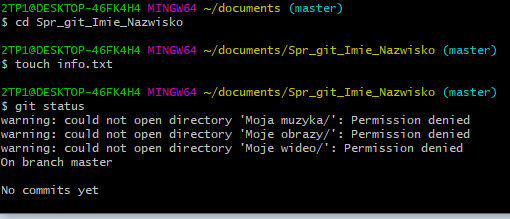 2TP1@DESKTOP-46FK4H4 MINGW64 ~/documents (master)
$ cd Spr_git_Imie_Nazwisko
2TP1@DESKTOP-46FK4H4 MINGW64 ~/documents/Spr_git_Imie_Nazwisko (master)
$ touch info.txt
2TP1@DESKTOP-46FK4H4 MINGW64 ~/documents/Spr_git_Imie_Nazwisko (master)
$ git status
warning: could not open directory 'Moja muzyka/': Permission denied
warning: could not open directory 'Moje obrazy/': Permission denied
warning: could not open directory 'Moje wideo/': Permission denied
On branch master
No commits yet